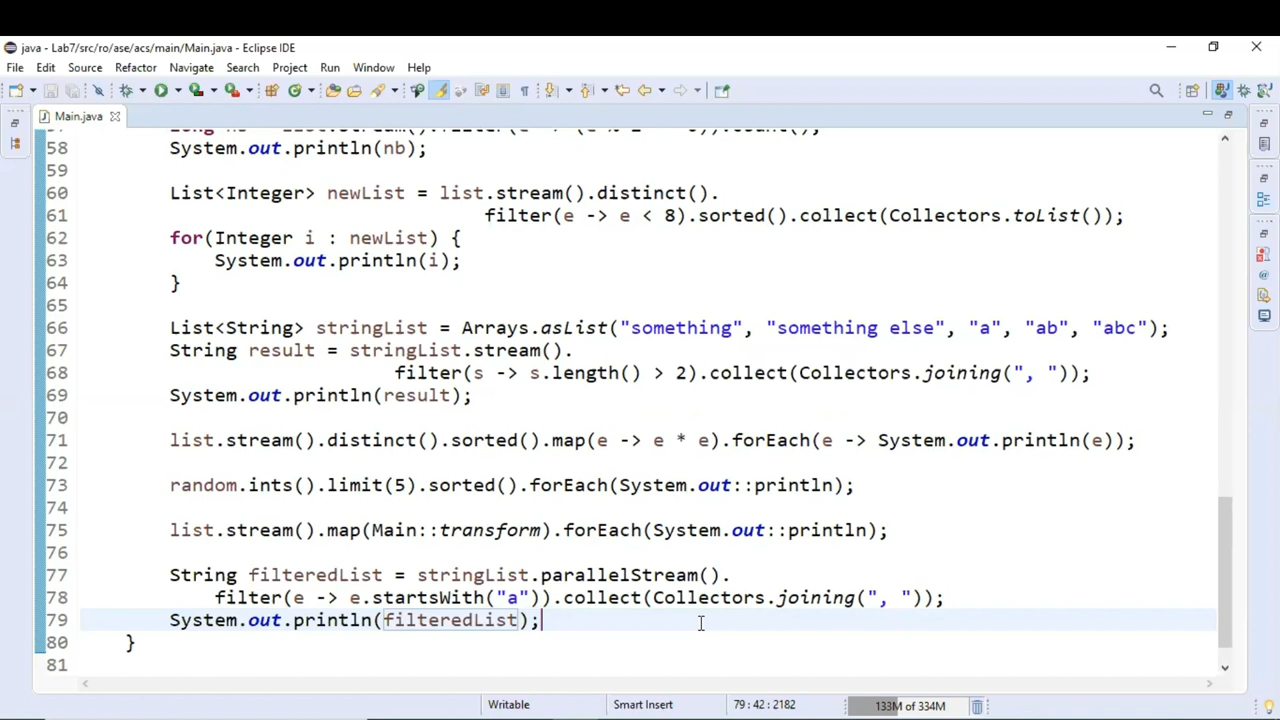 java - Lab7/src/ro/ase/acs/main/Main.java - Eclipse IDE
File Edit Source Refactor Navigate Search Project Run Window Help
Main.java
58 System.out.println(nb);
59
60 List<Integer> newList = list.stream().distinct().
61 filter(e -> e < 8).sorted().collect(Collectors.toList());
62 for(Integer i : newList) {
63 System.out.println(i);
64 }
65
66 List<String> stringList = Arrays.asList("something", "something else", "a", "ab", "abc");
67 String result = stringList.stream().
68 filter(s -> s.length() > 2).collect(Collectors.joining(", "));
69 System.out.println(result);
70
71 list.stream().distinct().sorted().map(e -> e * e).forEach(e -> System.out.println(e));
72
73 random.ints().limit(5).sorted().forEach(System.out::println);
74
75 list.stream().map(Main::transform).forEach(System.out::println);
76
77 String filteredList = stringList.parallelStream().
78 filter(e -> e.startsWith("a")).collect(Collectors.joining(", "));
79 System.out.println(filteredList);
80 }
81
Writable Smart Insert 79 : 42 : 2182 133M of 334M